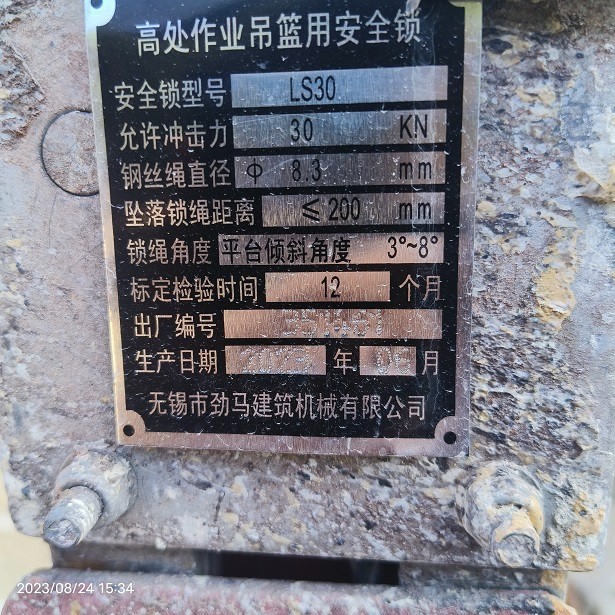 高处作业吊篮用安全锁
安全锁型号 LS30
允许冲击力 30 KN
钢丝绳直径 Φ 8.3 mm
坠落锁绳距离 ≤200 mm
锁绳角度 平台倾斜角度 3°~8°
标定检验时间 12 个月
出厂编号
生产日期 年 月
无锡市劲马建筑机械有限公司
2023/08/24 15:34